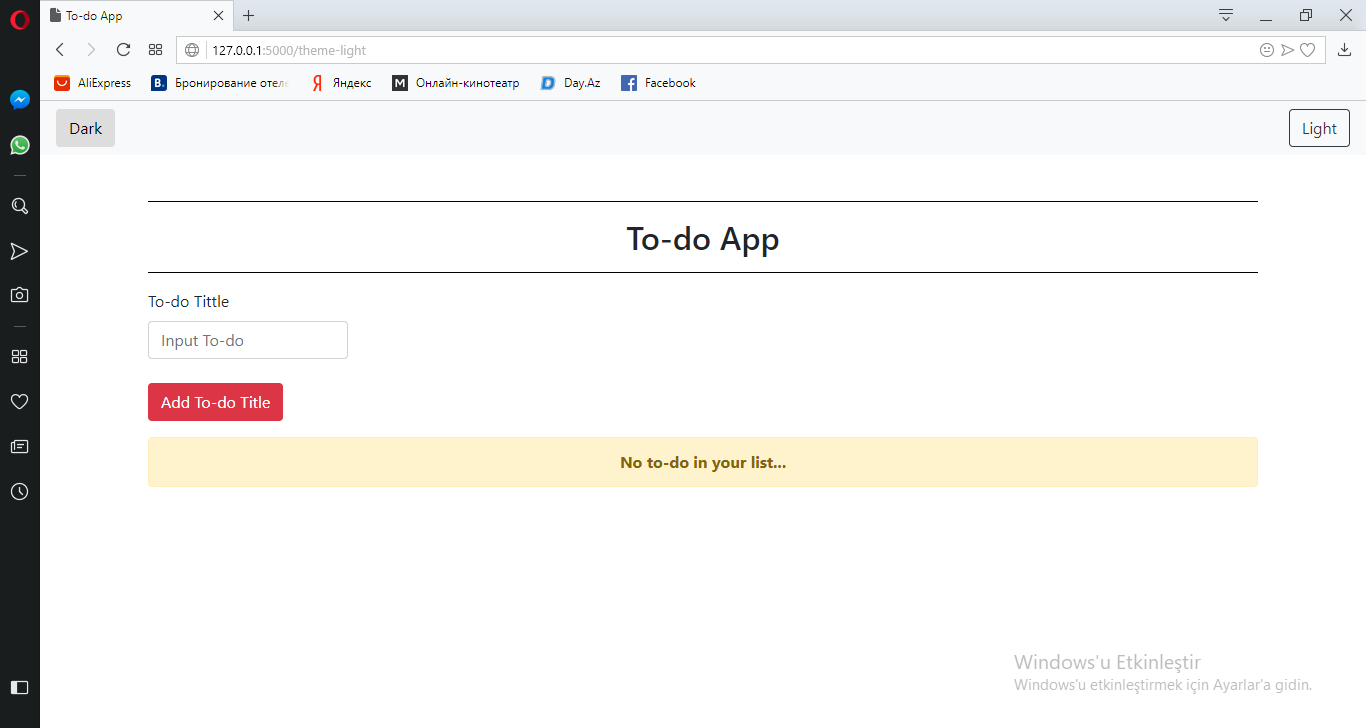 To-do App
127.0.0.1:5000/theme-light
AliExpress
B. Бронирование отеле
Я Яндекс
M Онлайн-кинотеатр
D Day.Az
f Facebook
Dark
Light
To-do App
To-do Tittle
Input To-do
Add To-do Title
No to-do in your list...
Windows'u Etkinleştir
Windows'u etkinleştirmek için Ayarlar'a gidin.